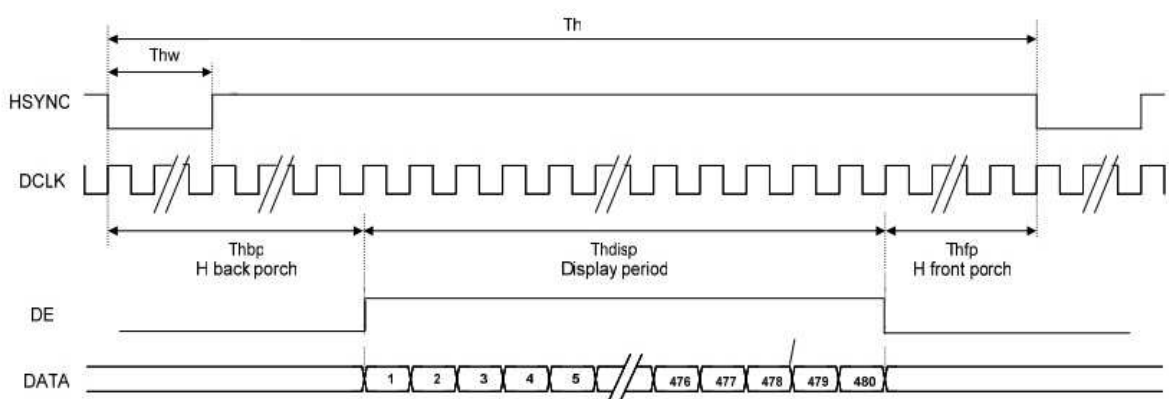 Th
Thw
HSYNC
DCLK
Thbp
H back porch
Thdisp
Display period
Thfp
H front porch
DE
DATA
1 2 3 4 5 476 477 478 479 480